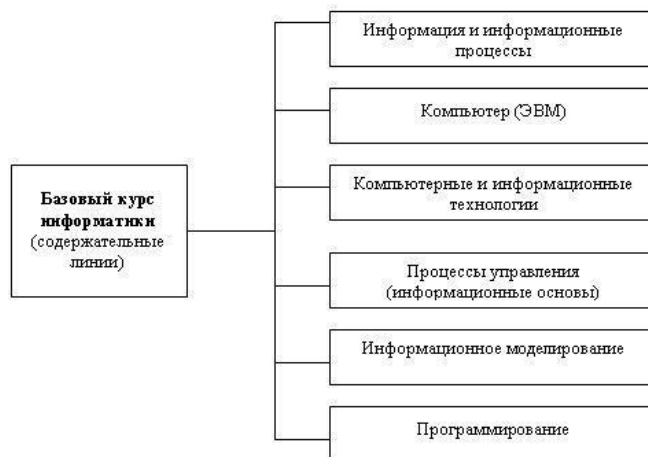 Базовый курс
информатики
(содержательные
линии)
Информация и информационные
процессы
Компьютер (ЭВМ)
Компьютерные и информационные
технологии
Процессы управления
(информационные основы)
Информационное моделирование
Программирование